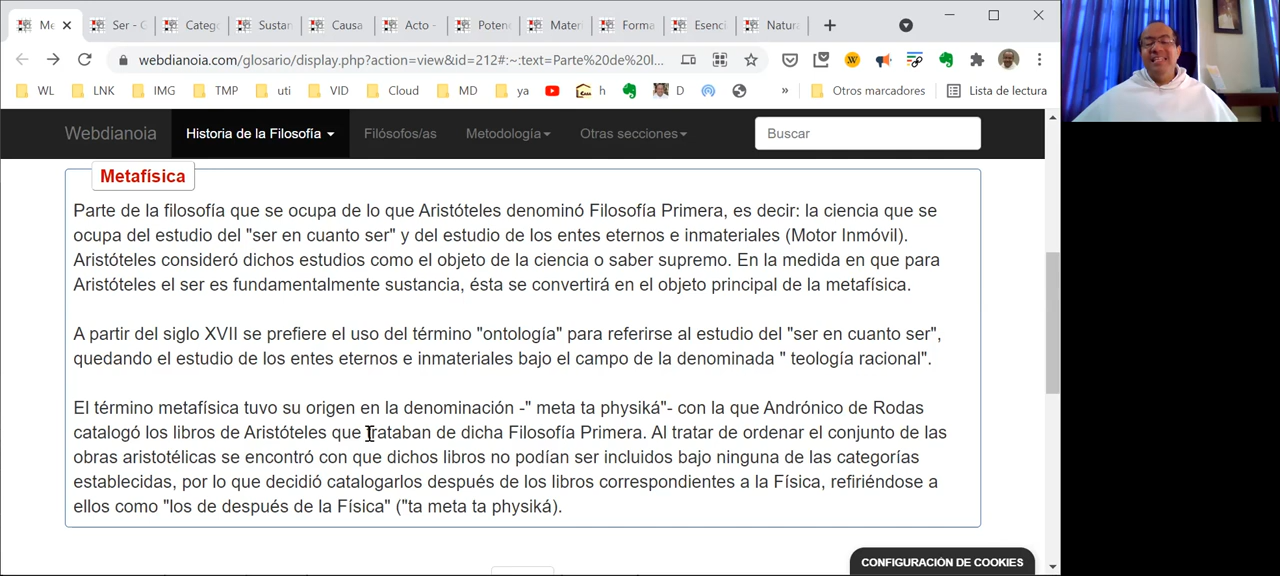 Me
Ser - G
Catego
Sustan
Causa
Acto -
Potenc
Materi
Forma
Esenci
Natura
webdianoia.com/glosario/display.php?action=view&id=212#:~:text=Parte%20de%20l...
WL
LNK
IMG
TMP
uti
VID
Cloud
MD
ya
h
D
»
Otros marcadores
Lista de lectura
Webdianoia
Historia de la Filosofía
Filósofos/as
Metodología
Otras secciones
Buscar
Metafísica
Parte de la filosofía que se ocupa de lo que Aristóteles denominó Filosofía Primera, es decir: la ciencia que se
ocupa del estudio del "ser en cuanto ser" y del estudio de los entes eternos e inmateriales (Motor Inmóvil).
Aristóteles consideró dichos estudios como el objeto de la ciencia o saber supremo. En la medida en que para
Aristóteles el ser es fundamentalmente sustancia, ésta se convertirá en el objeto principal de la metafísica.
A partir del siglo XVII se prefiere el uso del término "ontología" para referirse al estudio del "ser en cuanto ser",
quedando el estudio de los entes eternos e inmateriales bajo el campo de la denominada " teología racional".
El término metafísica tuvo su origen en la denominación -" meta ta physiká"- con la que Andrónico de Rodas
catalogó los libros de Aristóteles que trataban de dicha Filosofía Primera. Al tratar de ordenar el conjunto de las
obras aristotélicas se encontró con que dichos libros no podían ser incluidos bajo ninguna de las categorías
establecidas, por lo que decidió catalogarlos después de los libros correspondientes a la Física, refiriéndose a
ellos como "los de después de la Física" ("ta meta ta physiká).
CONFIGURACIÓN DE COOKIES